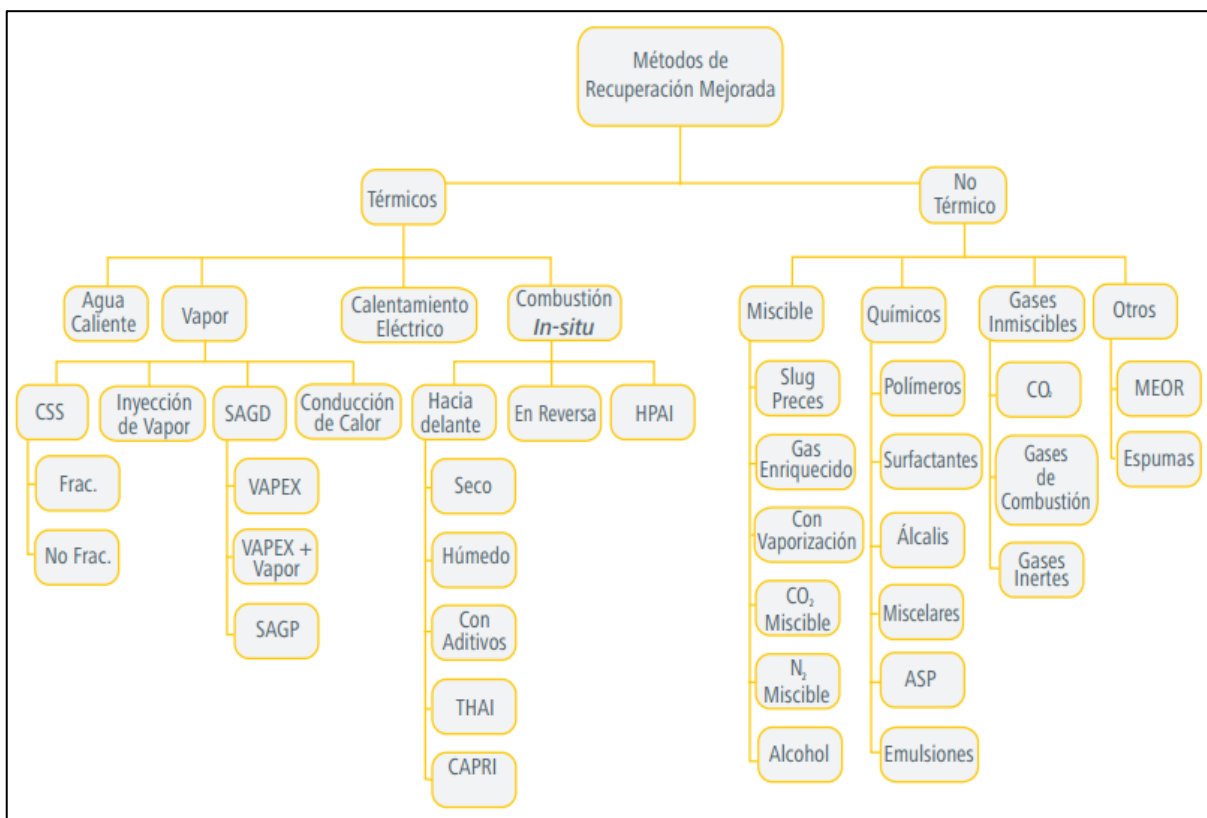 Métodos de
Recuperación Mejorada
Térmicos
No
Térmico
Agua
Caliente
Vapor
Calentamiento
Eléctrico
Combustión
In-situ
Miscible
Químicos
Gases
Inmiscibles
Otros
CSS
Inyección
de Vapor
SAGD
Conducción
de Calor
Hacia
delante
En Reversa
HPAI
Frac.
No Frac.
VAPEX
VAPEX +
Vapor
SAGP
Seco
Húmedo
Con
Aditivos
THAI
CAPRI
Slug
Preces
Gas
Enriquecido
Con
Vaporización
CO₂
Miscible
N₂
Miscible
Alcohol
Polímeros
Surfactantes
Álcalis
Miscelares
ASP
Emulsiones
CO₂
Gases
de
Combustión
Gases
Inertes
MEOR
Espumas